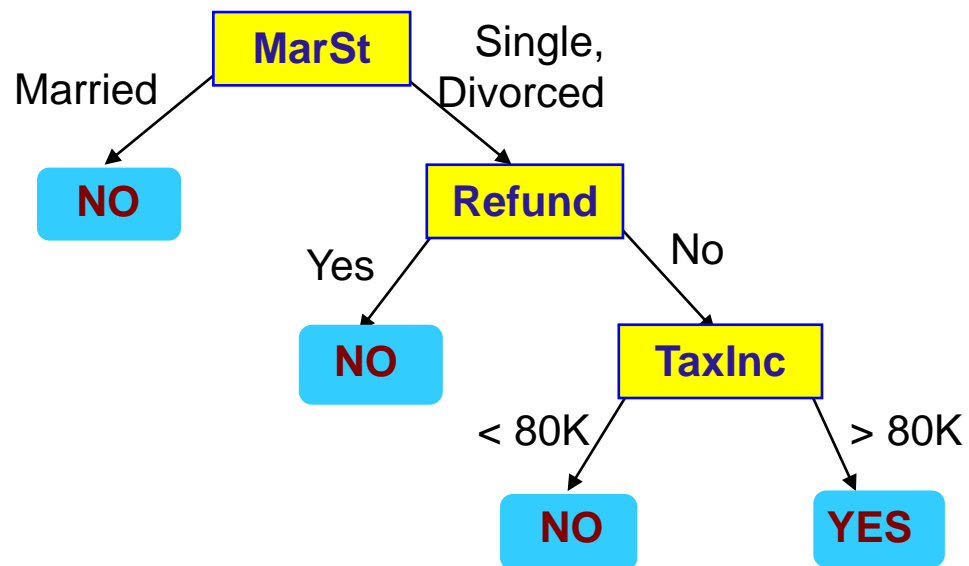 MarSt
Single,
Divorced
Married
NO
Refund
Yes
No
NO
TaxInc
< 80K
> 80K
NO
YES